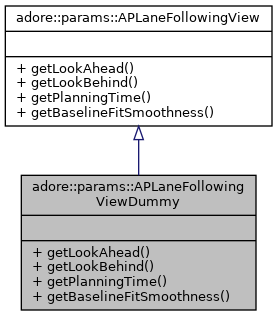 adore::params::APLaneFollowingView
+ getLookAhead()
+ getLookBehind()
+ getPlanningTime()
+ getBaselineFitSmoothness()
adore::params::APLaneFollowing
ViewDummy
+ getLookAhead()
+ getLookBehind()
+ getPlanningTime()
+ getBaselineFitSmoothness()